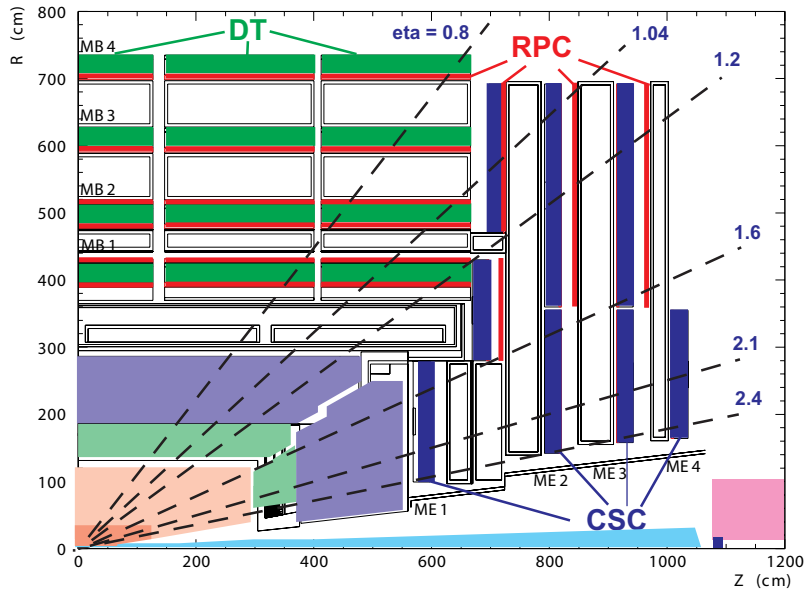 800
700
600
500
400
300
200
100
0
R (cm)
MB 4
MB 3
MB 2
MB 1
DT
eta = 0.8
RPC
1.04
1.2
1.6
2.1
2.4
ME 1
ME 2
ME 3
ME 4
CSC
0
200
400
600
800
1000
1200
Z (cm)